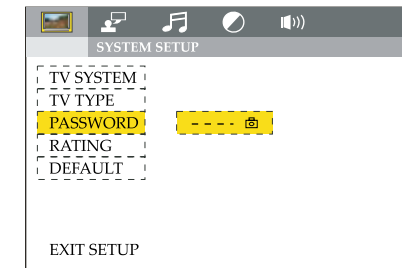 SYSTEM SETUP
TV SYSTEM
TV TYPE
PASSWORD - - - -
RATING
DEFAULT
EXIT SETUP